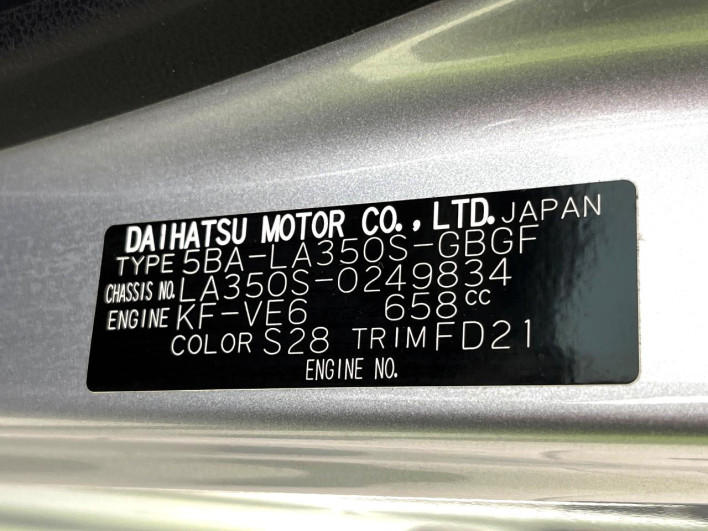 DAIHATSU MOTOR CO., LTD. JAPAN
TYPE 5BA-LA350S-GBGF
CHASSIS NO. LA350S-0249834
ENGINE KF-VE6 658cc
COLOR S28 TRIM FD21
ENGINE NO.